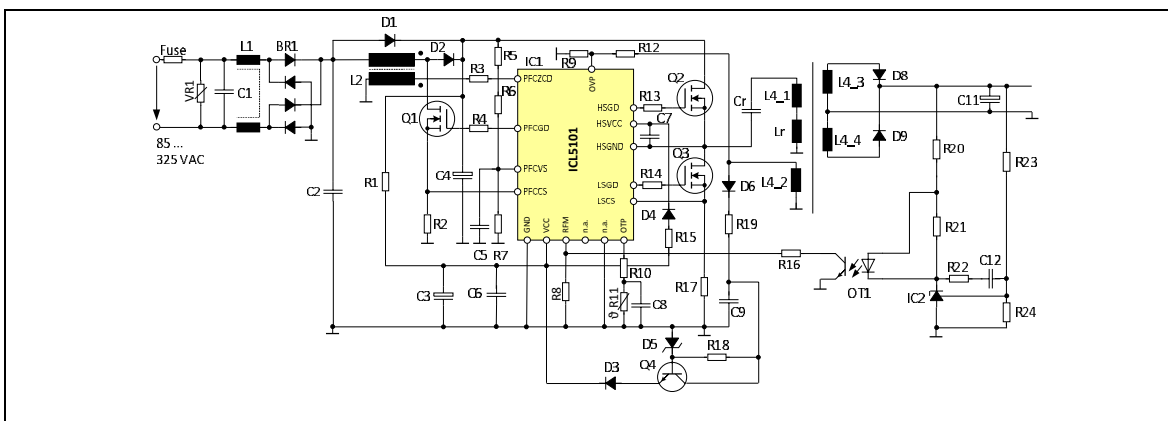 D1
Fuse
L1
BR1
D2
R5
IC1
R9
R12
R3
PFCZCD
OVP
Q2
L2
VR1
C1
R6
HSGD
R13
Cr
L4_1
L4_3
D8
C11
Q1
R4
PFCGD
HSVCC
C7
ICL5101
HSGND
Lr
D9
L4_4
85 ...
325 VAC
Q3
R20
R23
R1
C4
PFCVS
LSGD
R14
D6
L4_2
C2
PFCCS
LSCS
R2
GND
VCC
RFM
n.a.
n.a.
OTP
D4
R19
R21
C5
R7
R15
R16
OT1
R22
C12
C3
C6
R8
R10
ϑ R11
C8
R17
C9
IC2
R24
D5
R18
D3
Q4